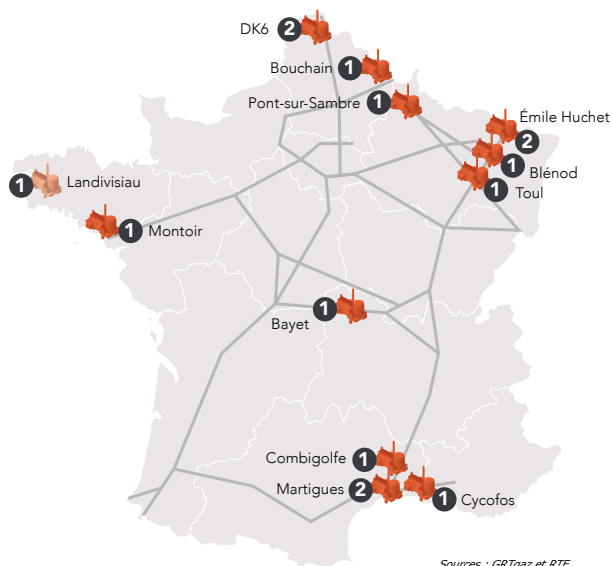 DK6 2
Bouchain 1
Pont-sur-Sambre 1
Émile Huchet
2
1 Blénod
1 Toul
1 Landivisiau
1 Montoir
Bayet 1
Combigolfe 1
Martigues 2
1 Cycofos
Sources : GRTgaz et RTE